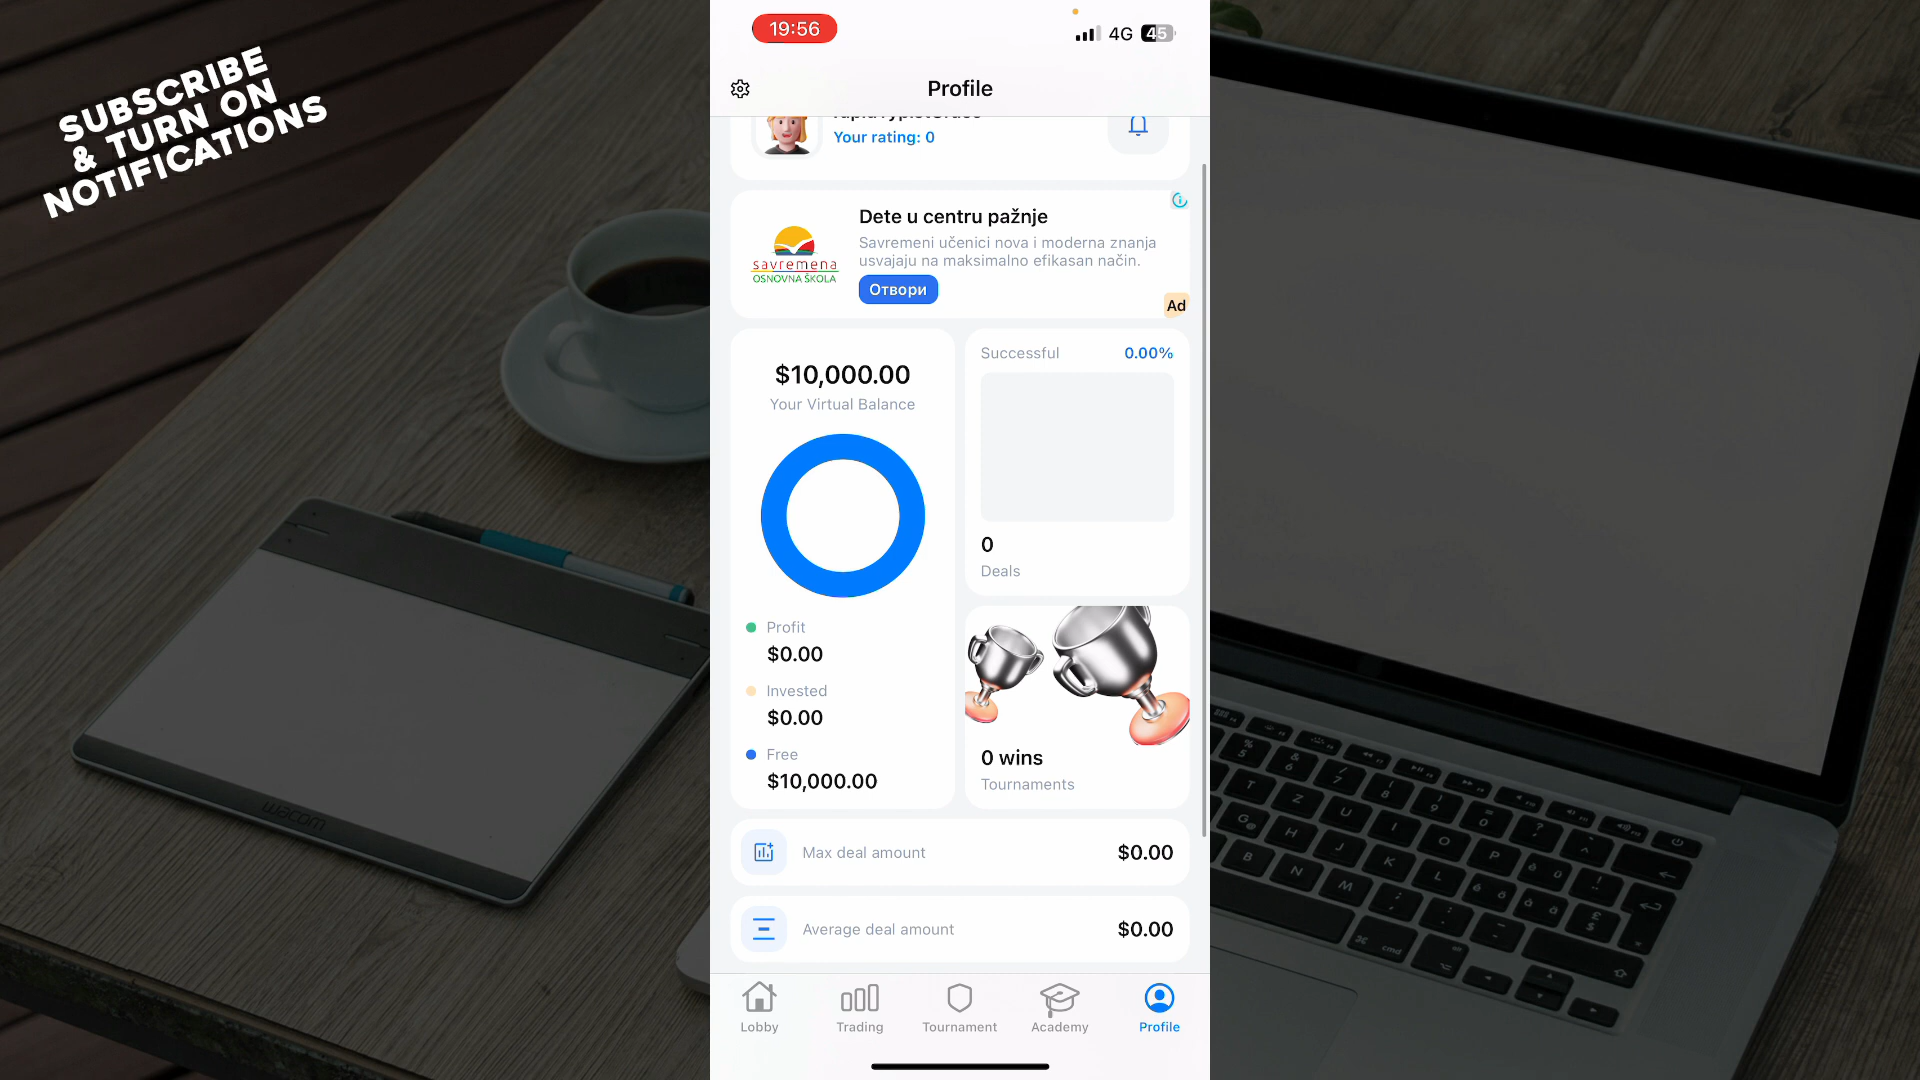 SUBSCRIBE
& TURN ON
NOTIFICATIONS
19:56
4G 45
Profile
Your rating: 0
Dete u centru pažnje
Savremeni učenici nova i moderna znanja
usvajaju na maksimalno efikasan način.
Отвори
savremena
OSNOVNA ŠKOLA
Ad
$10,000.00
Your Virtual Balance
Profit
$0.00
Invested
$0.00
Free
$10,000.00
Successful 0.00%
0
Deals
0 wins
Tournaments
Max deal amount $0.00
Average deal amount $0.00
Lobby Trading Tournament Academy Profile
wacom